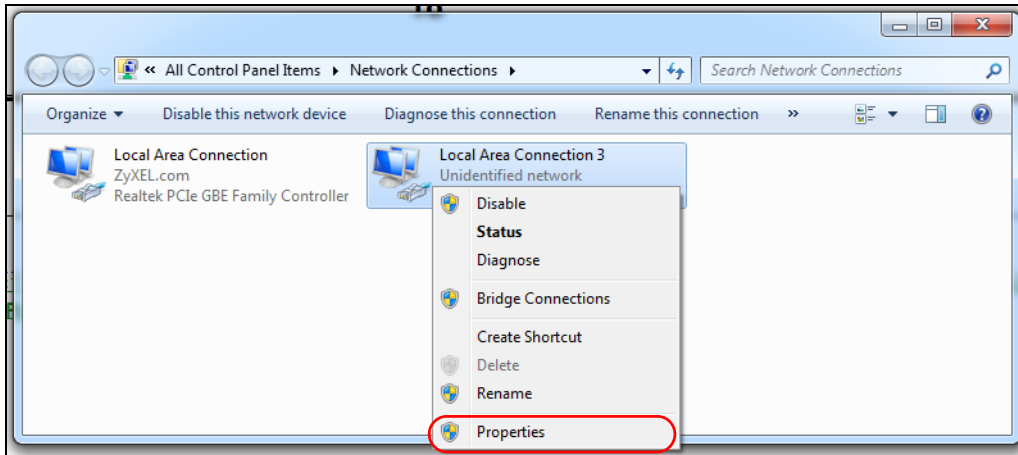 « All Control Panel Items ▸ Network Connections ▸ Search Network Connections
Organize ▾ Disable this network device Diagnose this connection Rename this connection »
Local Area Connection
ZyXEL.com
Realtek PCIe GBE Family Controller
Local Area Connection 3
Unidentified network
Disable
Status
Diagnose
Bridge Connections
Create Shortcut
Delete
Rename
Properties